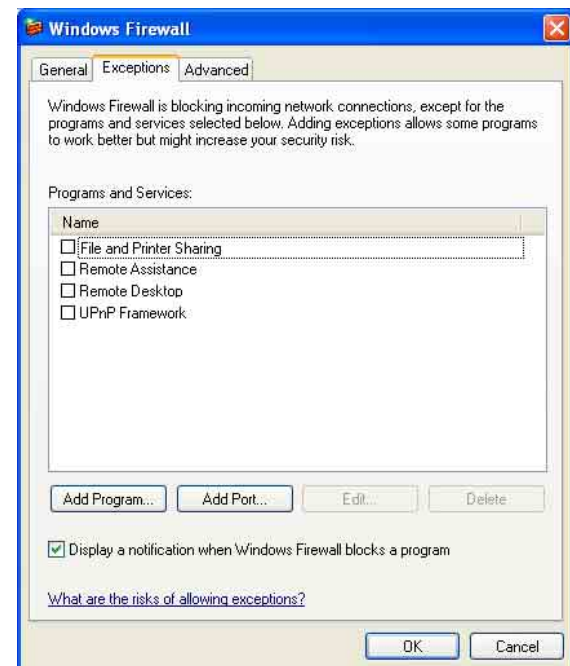 Windows Firewall
General Exceptions Advanced
Windows Firewall is blocking incoming network connections, except for the
programs and services selected below. Adding exceptions allows some programs
to work better but might increase your security risk.
Programs and Services:
Name
File and Printer Sharing
Remote Assistance
Remote Desktop
UPnP Framework
Add Program... Add Port... Edit... Delete
Display a notification when Windows Firewall blocks a program
What are the risks of allowing exceptions?
OK Cancel